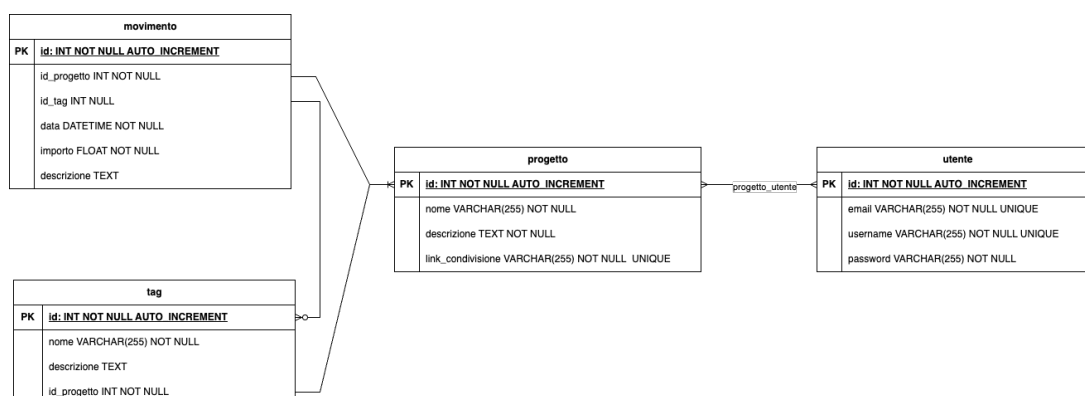 movimento
PK id: INT NOT NULL AUTO_INCREMENT
id_progetto INT NOT NULL
id_tag INT NULL
data DATETIME NOT NULL
importo FLOAT NOT NULL
descrizione TEXT
progetto
PK id: INT NOT NULL AUTO_INCREMENT
nome VARCHAR(255) NOT NULL
descrizione TEXT NOT NULL
link_condivisione VARCHAR(255) NOT NULL UNIQUE
progetto_utente
utente
PK id: INT NOT NULL AUTO_INCREMENT
email VARCHAR(255) NOT NULL UNIQUE
username VARCHAR(255) NOT NULL UNIQUE
password VARCHAR(255) NOT NULL
tag
PK id: INT NOT NULL AUTO_INCREMENT
nome VARCHAR(255) NOT NULL
descrizione TEXT
id_progetto INT NOT NULL